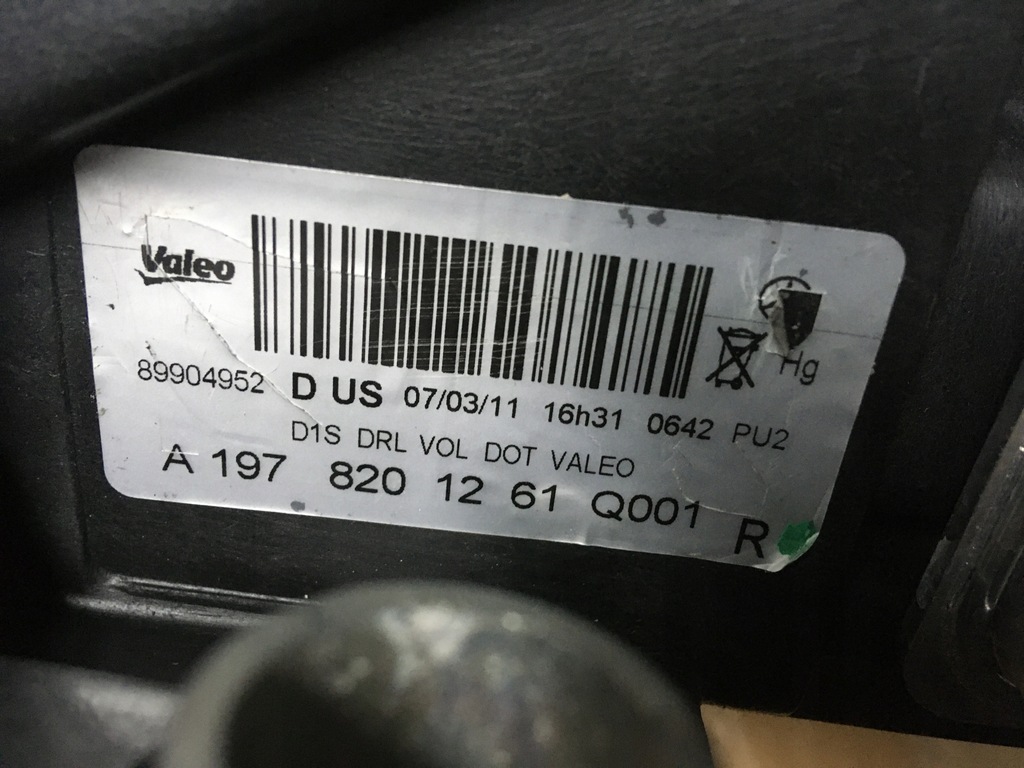 Valeo
Hg
89904952 D US 07/03/11 16h31 0642 PU2
D1S DRL VOL DOT VALEO
A 197 820 12 61 Q001 R